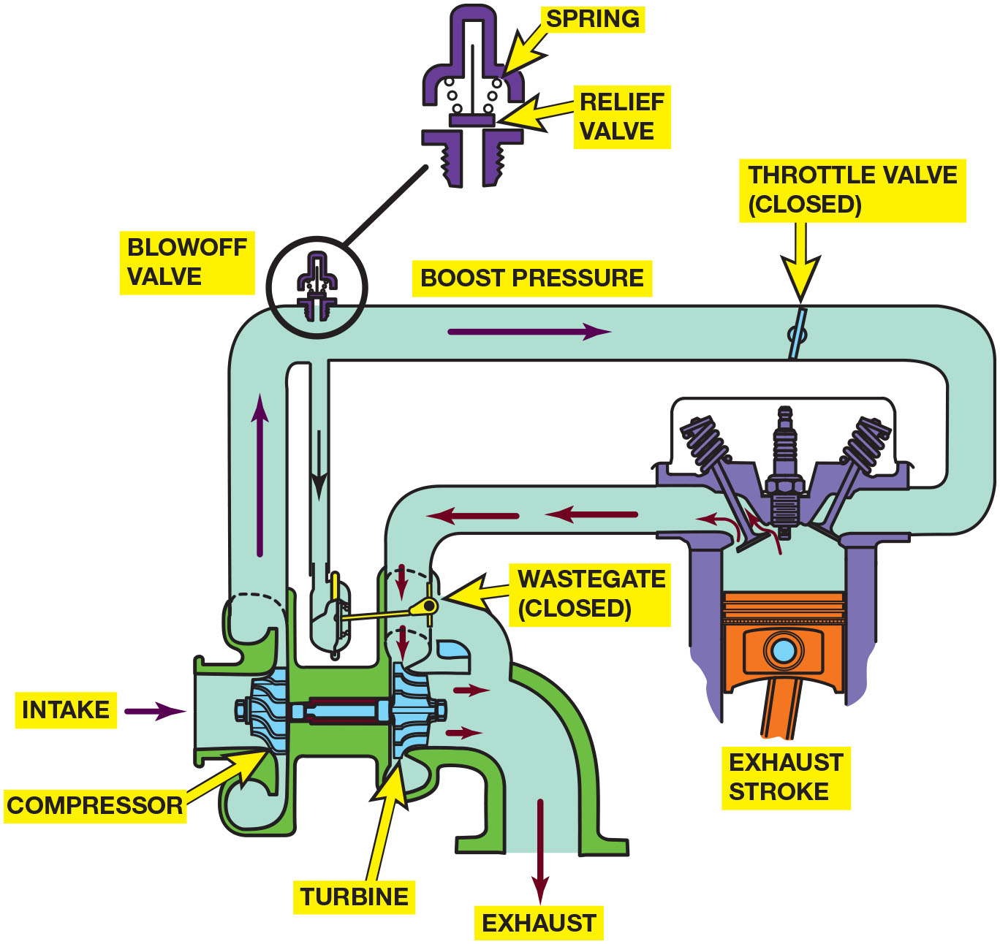 SPRING
RELIEF
VALVE
THROTTLE VALVE
(CLOSED)
BLOWOFF
VALVE
BOOST PRESSURE
WASTEGATE
(CLOSED)
INTAKE
EXHAUST
STROKE
COMPRESSOR
TURBINE
EXHAUST